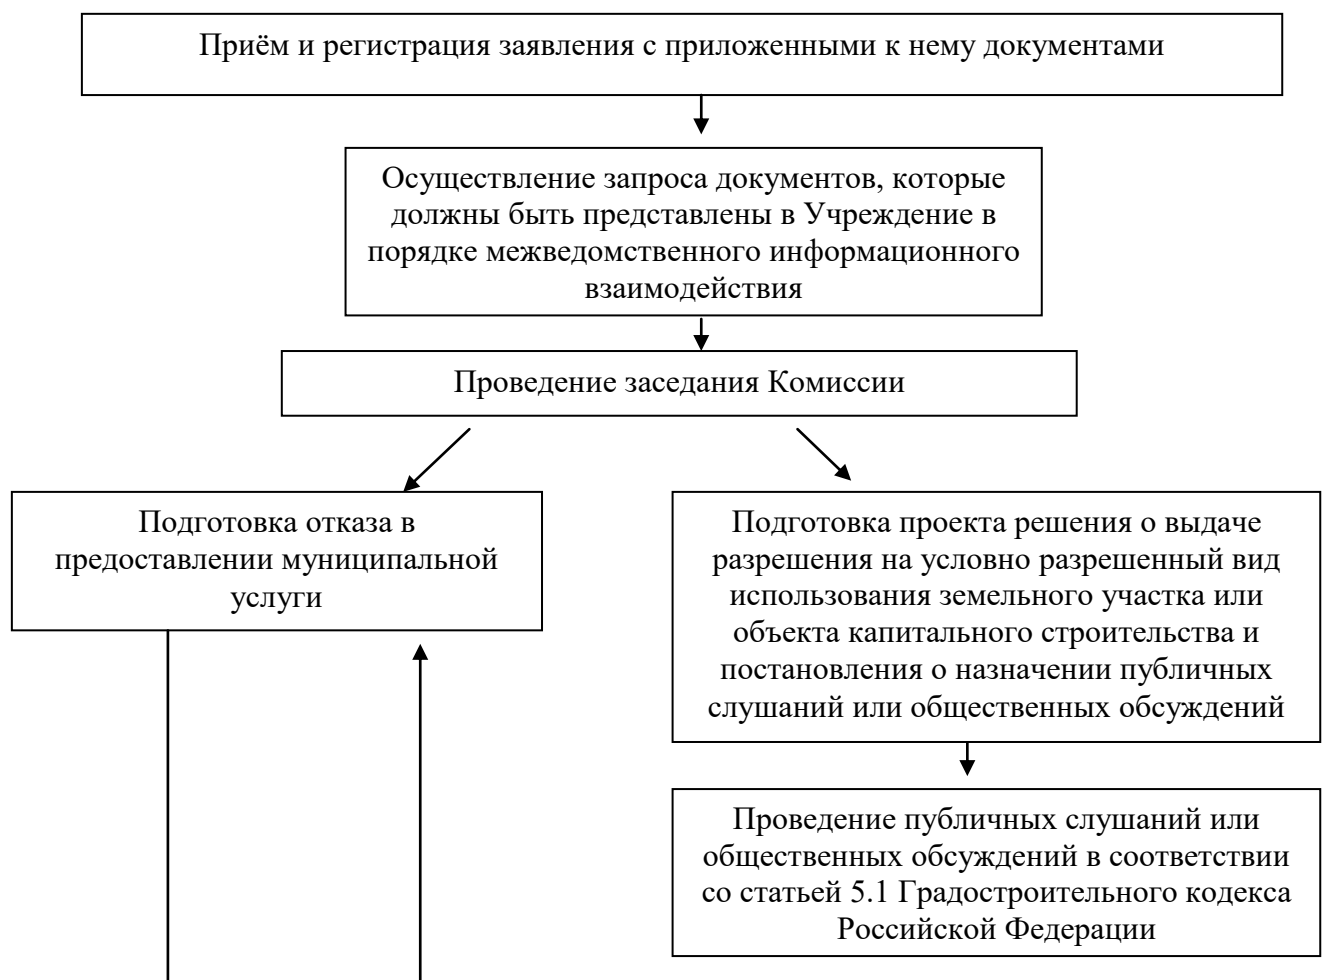 Приём и регистрация заявления с приложенными к нему документами
Осуществление запроса документов, которые
должны быть представлены в Учреждение в
порядке межведомственного информационного
взаимодействия
Проведение заседания Комиссии
Подготовка отказа в
предоставлении муниципальной
услуги
Подготовка проекта решения о выдаче
разрешения на условно разрешенный вид
использования земельного участка или
объекта капитального строительства и
постановления о назначении публичных
слушаний или общественных обсуждений
Проведение публичных слушаний или
общественных обсуждений в соответствии
со статьей 5.1 Градостроительного кодекса
Российской Федерации